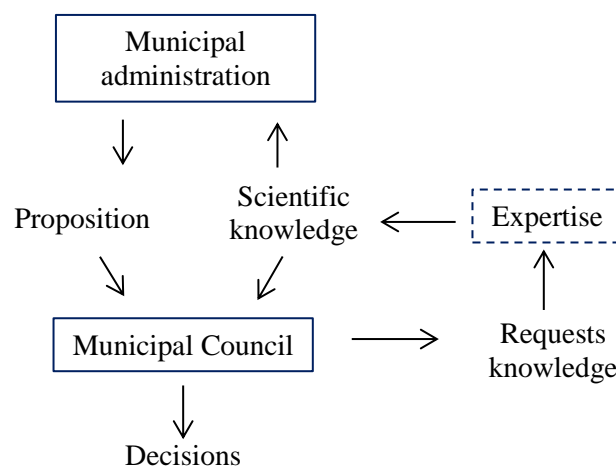 Municipal
administration
Proposition
Scientific
knowledge
Expertise
Municipal Council
Requests
knowledge
Decisions